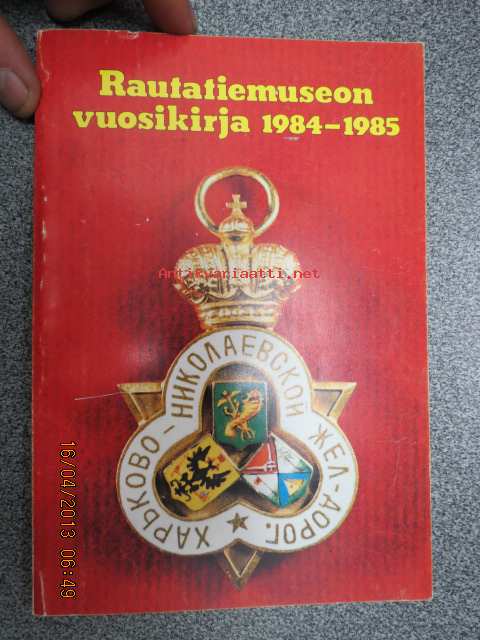 Rautatiemuseon
vuosikirja 1984-1985
Antikvariaatti.net
ХАРЬКОВО-НИКОЛАЕВСКОЙ ЖЕЛ-ДОРОГ.
16/04/2013 06:49